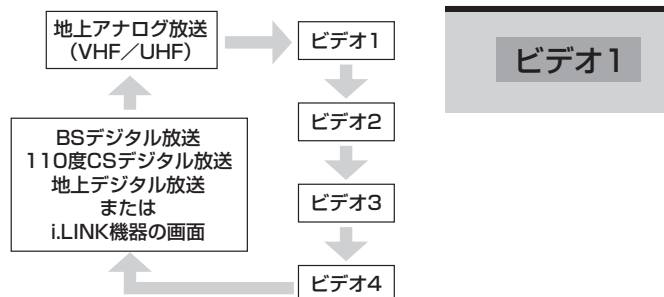 地上アナログ放送
（VHF／UHF）
ビデオ1
ビデオ2
ビデオ3
ビデオ4
BSデジタル放送
110度CSデジタル放送
地上デジタル放送
または
i.LINK機器の画面
ビデオ1